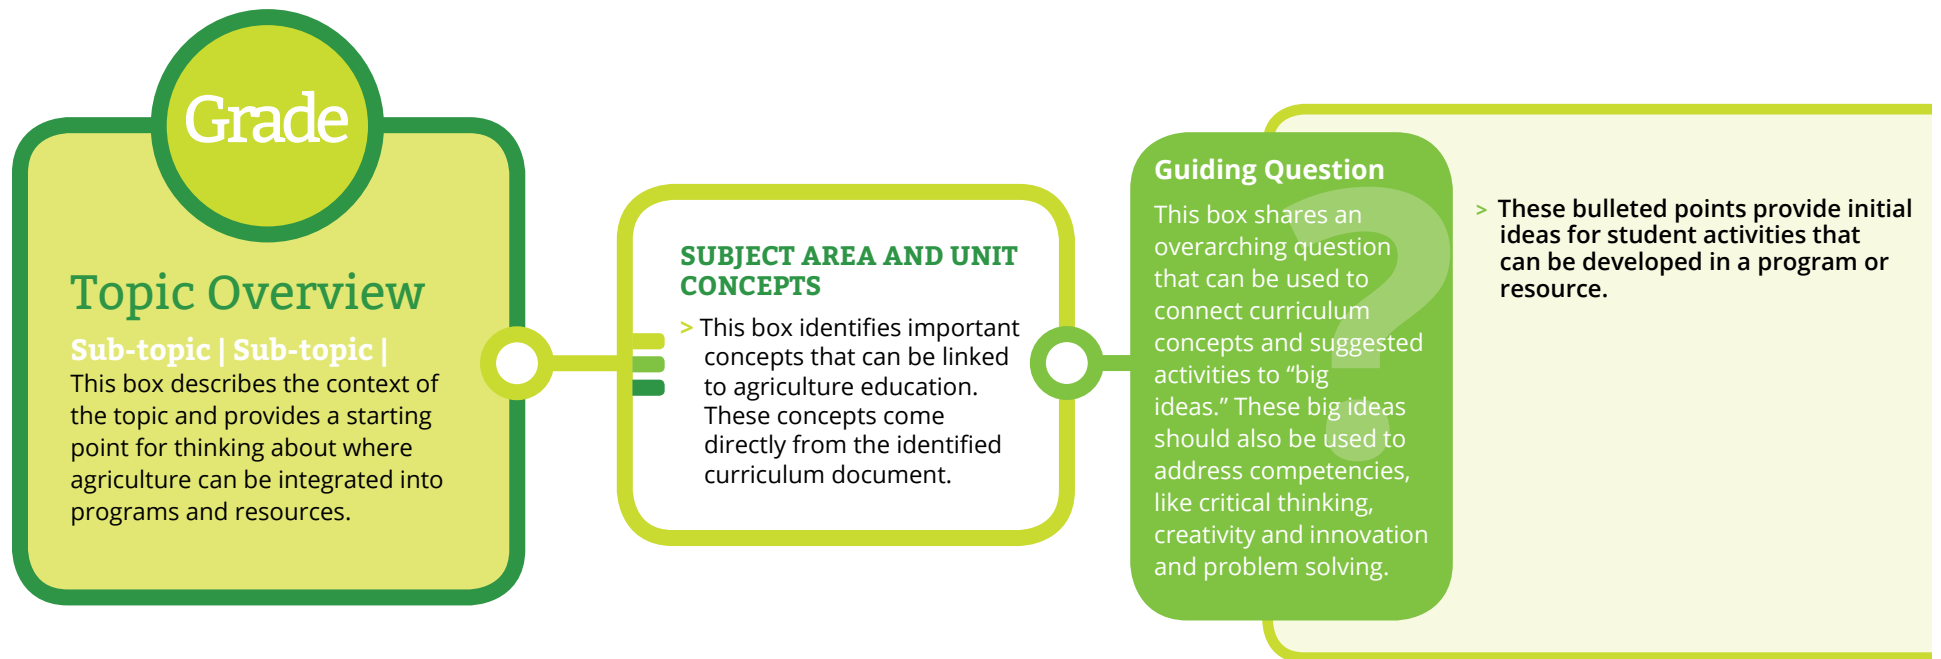 Grade
Topic Overview
Sub-topic | Sub-topic |
This box describes the context of
the topic and provides a starting
point for thinking about where
agriculture can be integrated into
programs and resources.
SUBJECT AREA AND UNIT
CONCEPTS
> This box identifies important
concepts that can be linked
to agriculture education.
These concepts come
directly from the identified
curriculum document.
Guiding Question
This box shares an
overarching question
that can be used to
connect curriculum
concepts and suggested
activities to “big
ideas.” These big ideas
should also be used to
address competencies,
like critical thinking,
creativity and innovation
and problem solving.
?
> These bulleted points provide initial
ideas for student activities that
can be developed in a program or
resource.